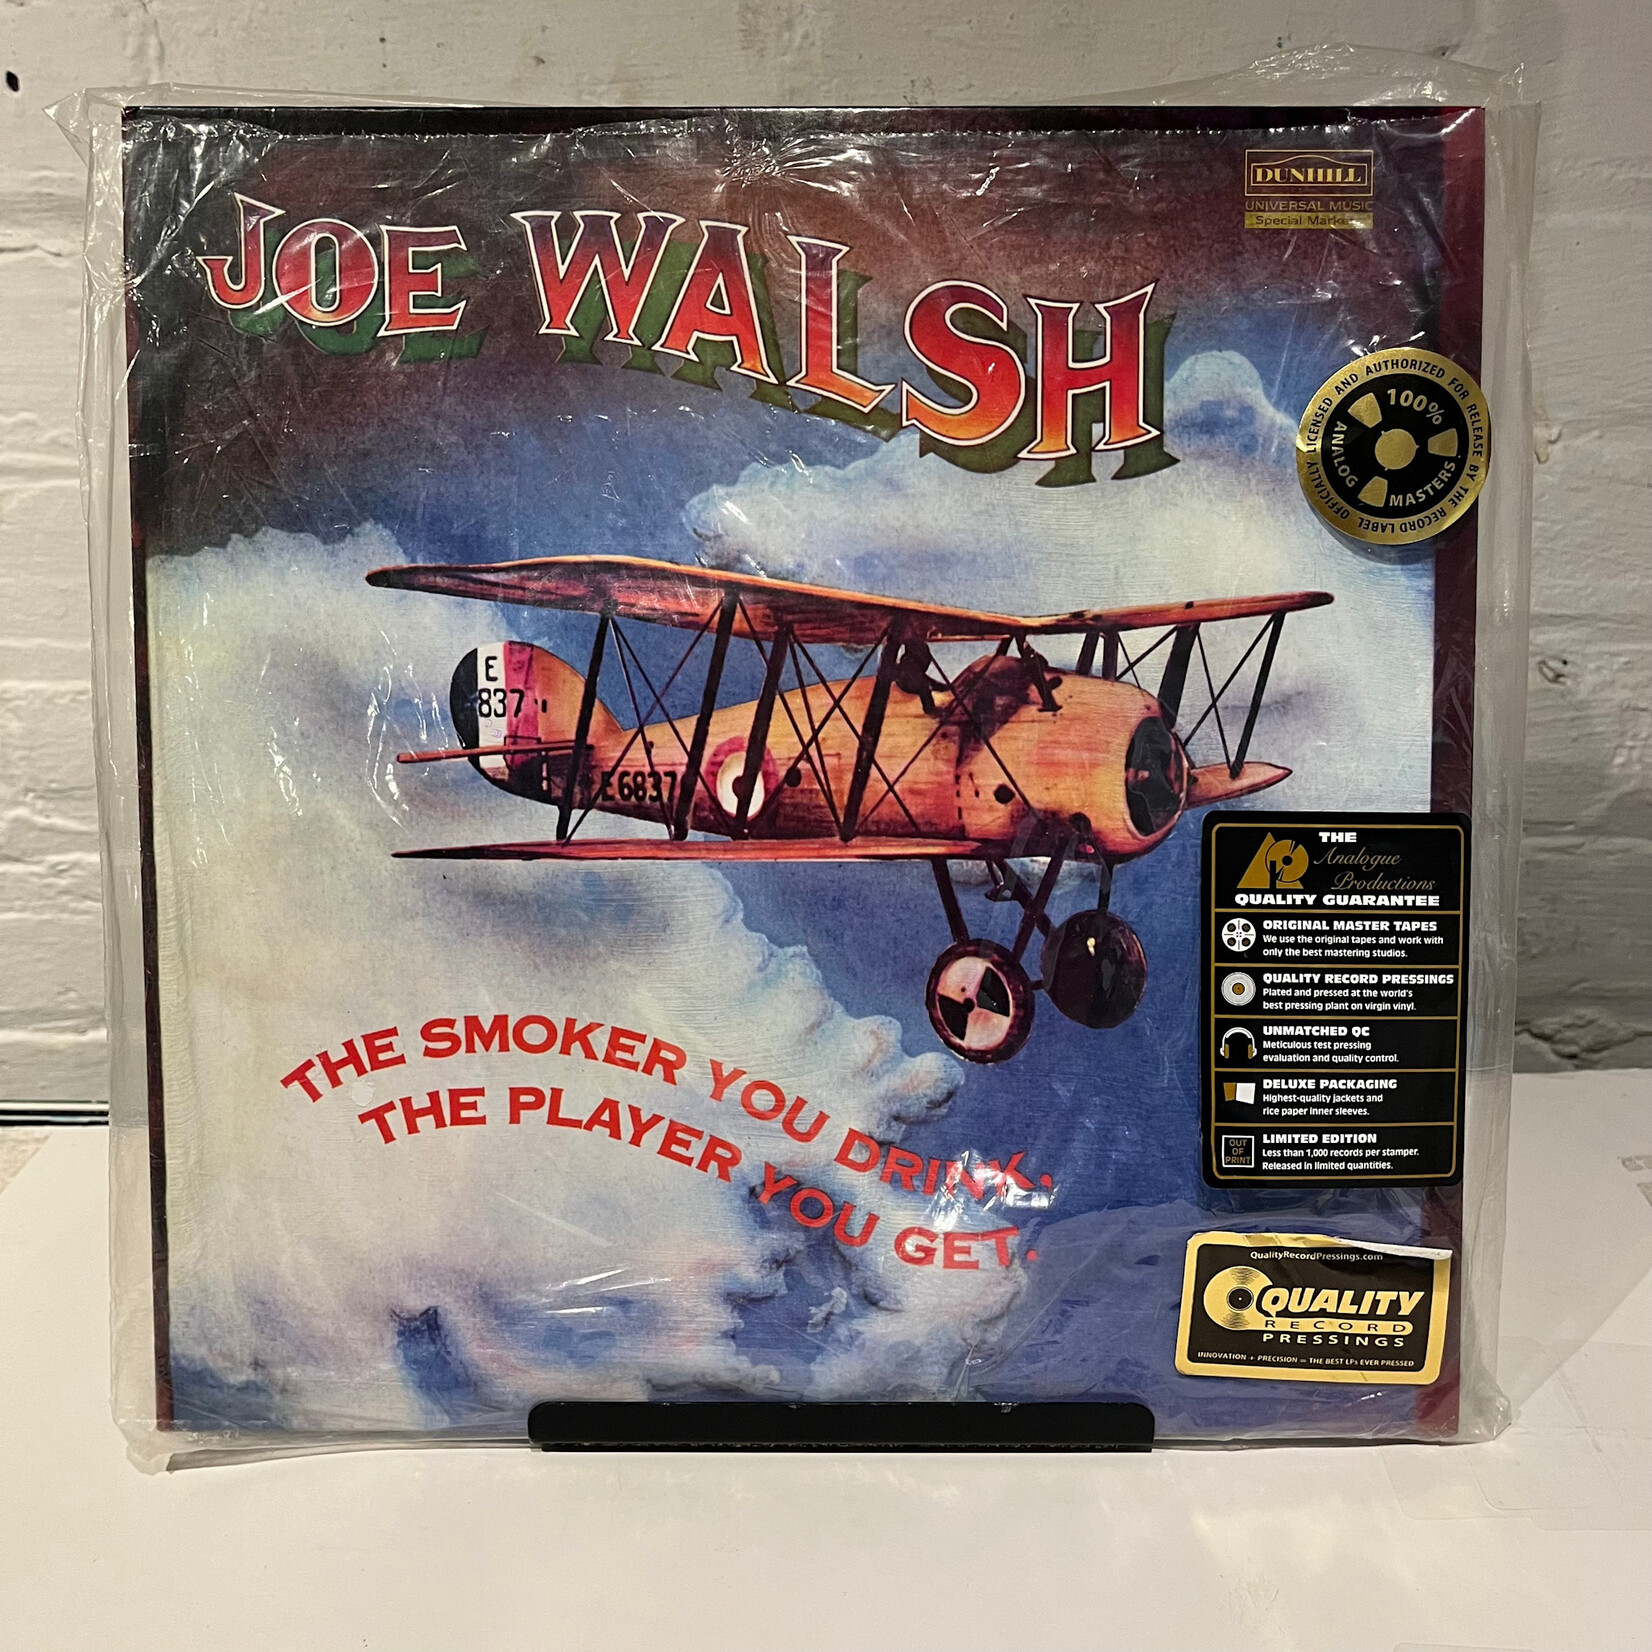 JOE WALSH
DUNHILL
UNIVERSAL MUSIC
Special
OFFICIALLY LICENSED AND AUTHORIZED FOR RELEASE BY THE RECORD LABEL
100%
ANALOG MASTERS.
E
837
E6837
THE SMOKER YOU DRINK,
THE PLAYER YOU GET.
THE
Analogue
Productions
QUALITY GUARANTEE
ORIGINAL MASTER TAPES
We use the original tapes and work with
only the best mastering studios.
QUALITY RECORD PRESSINGS
Plated and pressed at the world's
best pressing plant on virgin vinyl.
UNMATCHED QC
Meticulous test pressing
evaluation and quality control.
DELUXE PACKAGING
Highest-quality jackets and
rice paper inner sleeves.
OUT
OF
PRINT
LIMITED EDITION
Less than 1,000 records per stamper.
Released in limited quantities.
QualityRecordPressings.com
QUALITY
RECORD
PRESSINGS
INNOVATION + PRECISION = THE BEST LPs EVER PRESSED